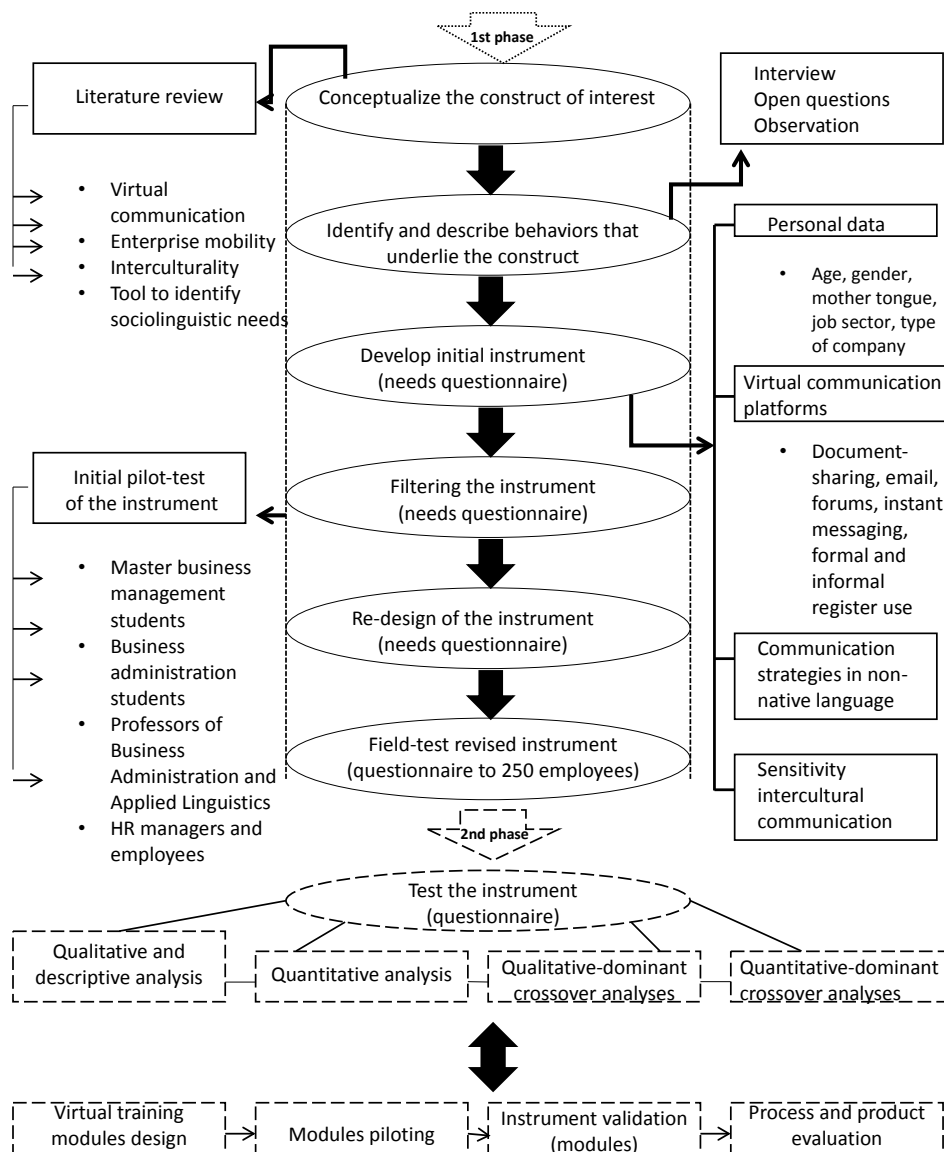 1st phase
Conceptualize the construct of interest
Literature review
• Virtual
communication
• Enterprise mobility
• Interculturality
• Tool to identify
sociolinguistic needs
Interview
Open questions
Observation
Identify and describe behaviors that
underlie the construct
Develop initial instrument
(needs questionnaire)
Personal data
• Age, gender,
mother tongue,
job sector, type
of company
Virtual communication
platforms
• Document-
sharing, email,
forums, instant
messaging,
formal and
informal
register use
Communication
strategies in non-
native language
Sensitivity
intercultural
communication
Filtering the instrument
(needs questionnaire)
Initial pilot-test
of the instrument
• Master business
management
students
• Business
administration
students
• Professors of
Business
Administration and
Applied Linguistics
• HR managers and
employees
Re-design of the instrument
(needs questionnaire)
Field-test revised instrument
(questionnaire to 250 employees)
2nd phase
Test the instrument
(questionnaire)
Qualitative and
descriptive analysis
Quantitative analysis
Qualitative-dominant
crossover analyses
Quantitative-dominant
crossover analyses
Virtual training
modules design
Modules piloting
Instrument validation
(modules)
Process and product
evaluation